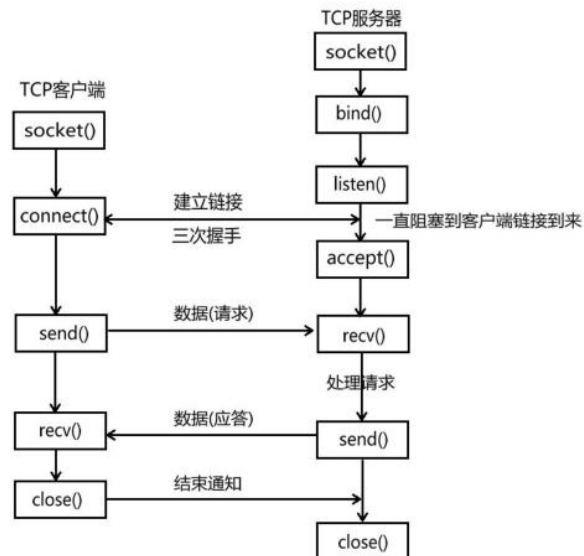 TCP服务器
socket()
TCP客户端
bind()
socket()
listen()
建立链接
connect()
一直阻塞到客户端链接到来
三次握手
accept()
数据(请求)
send()
recv()
处理请求
数据(应答)
recv()
send()
结束通知
close()
close()